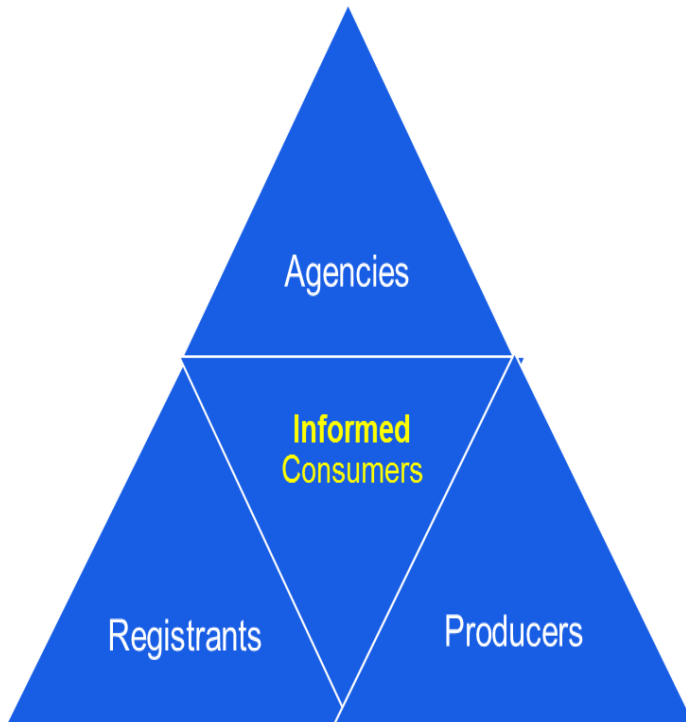 Agencies
Informed
Consumers
Registrants
Producers